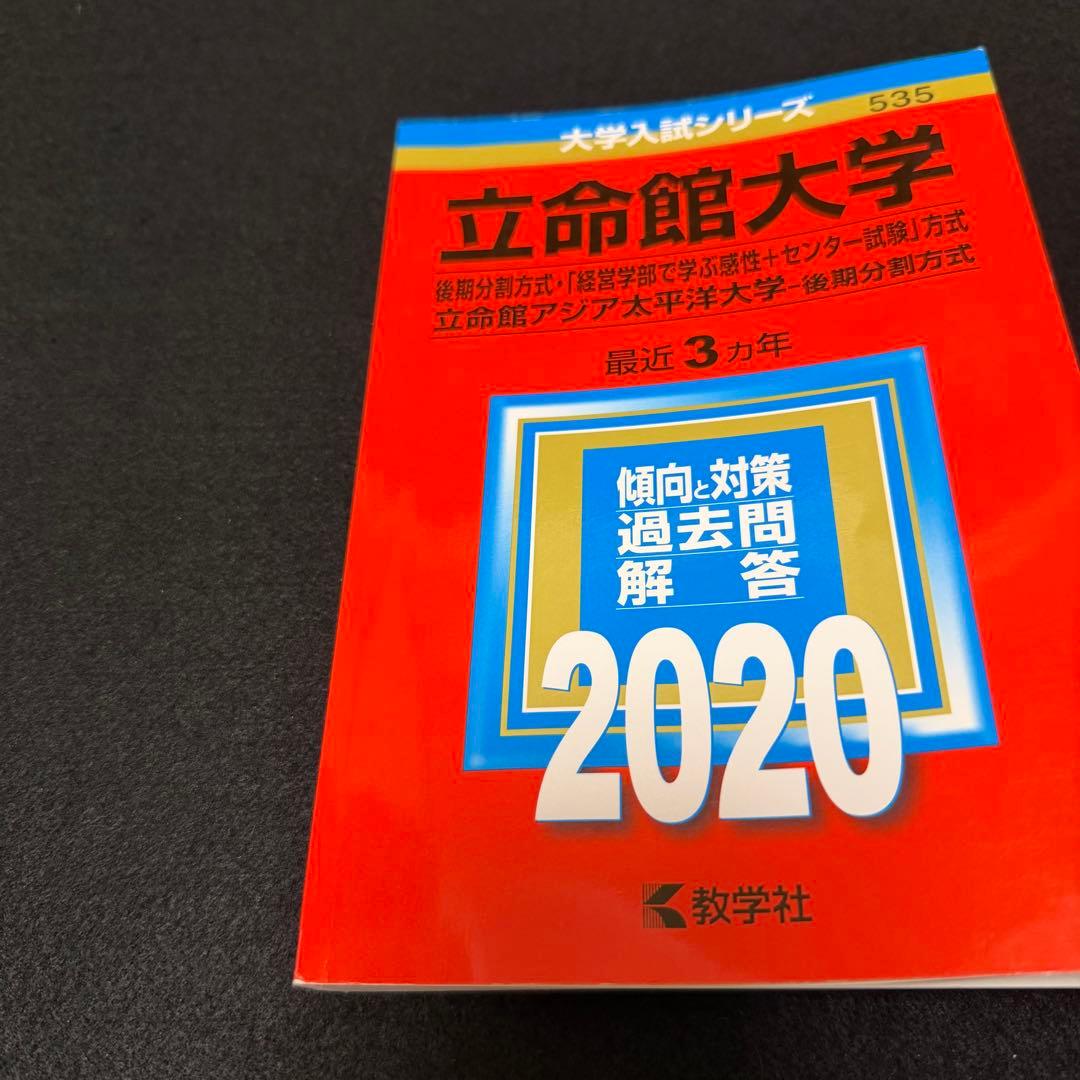 大学入試シリーズ
535
立命館大学
後期分割方式・「経営学部で学ぶ感性＋センター試験」方式
立命館アジア太平洋大学-後期分割方式
最近3ヵ年
傾向と対策
過去問
解答
2020
教学社